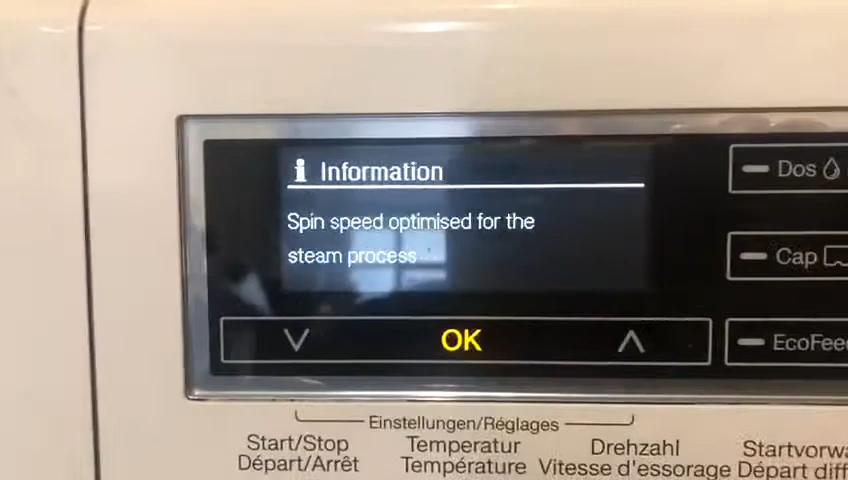 Information
Spin speed optimised for the
steam process
Dos
Cap
OK
Einstellungen/Réglages
Start/Stop Temperatur Drehzahl
Départ/Arrêt Température Vitesse d'essorage Départ